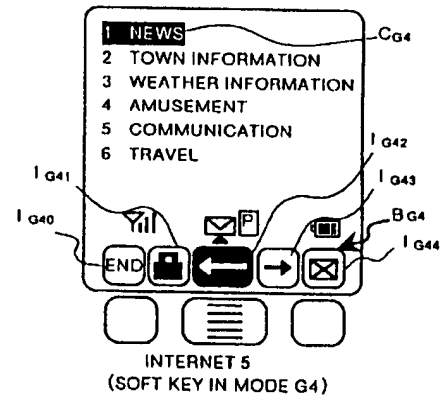 1 NEWS
2 TOWN INFORMATION
3 WEATHER INFORMATION
4 AMUSEMENT
5 COMMUNICATION
6 TRAVEL
CG4
IG42
IG41
IG43
IG40
P
BG4
IG44
END
INTERNET 5
(SOFT KEY IN MODE G4)